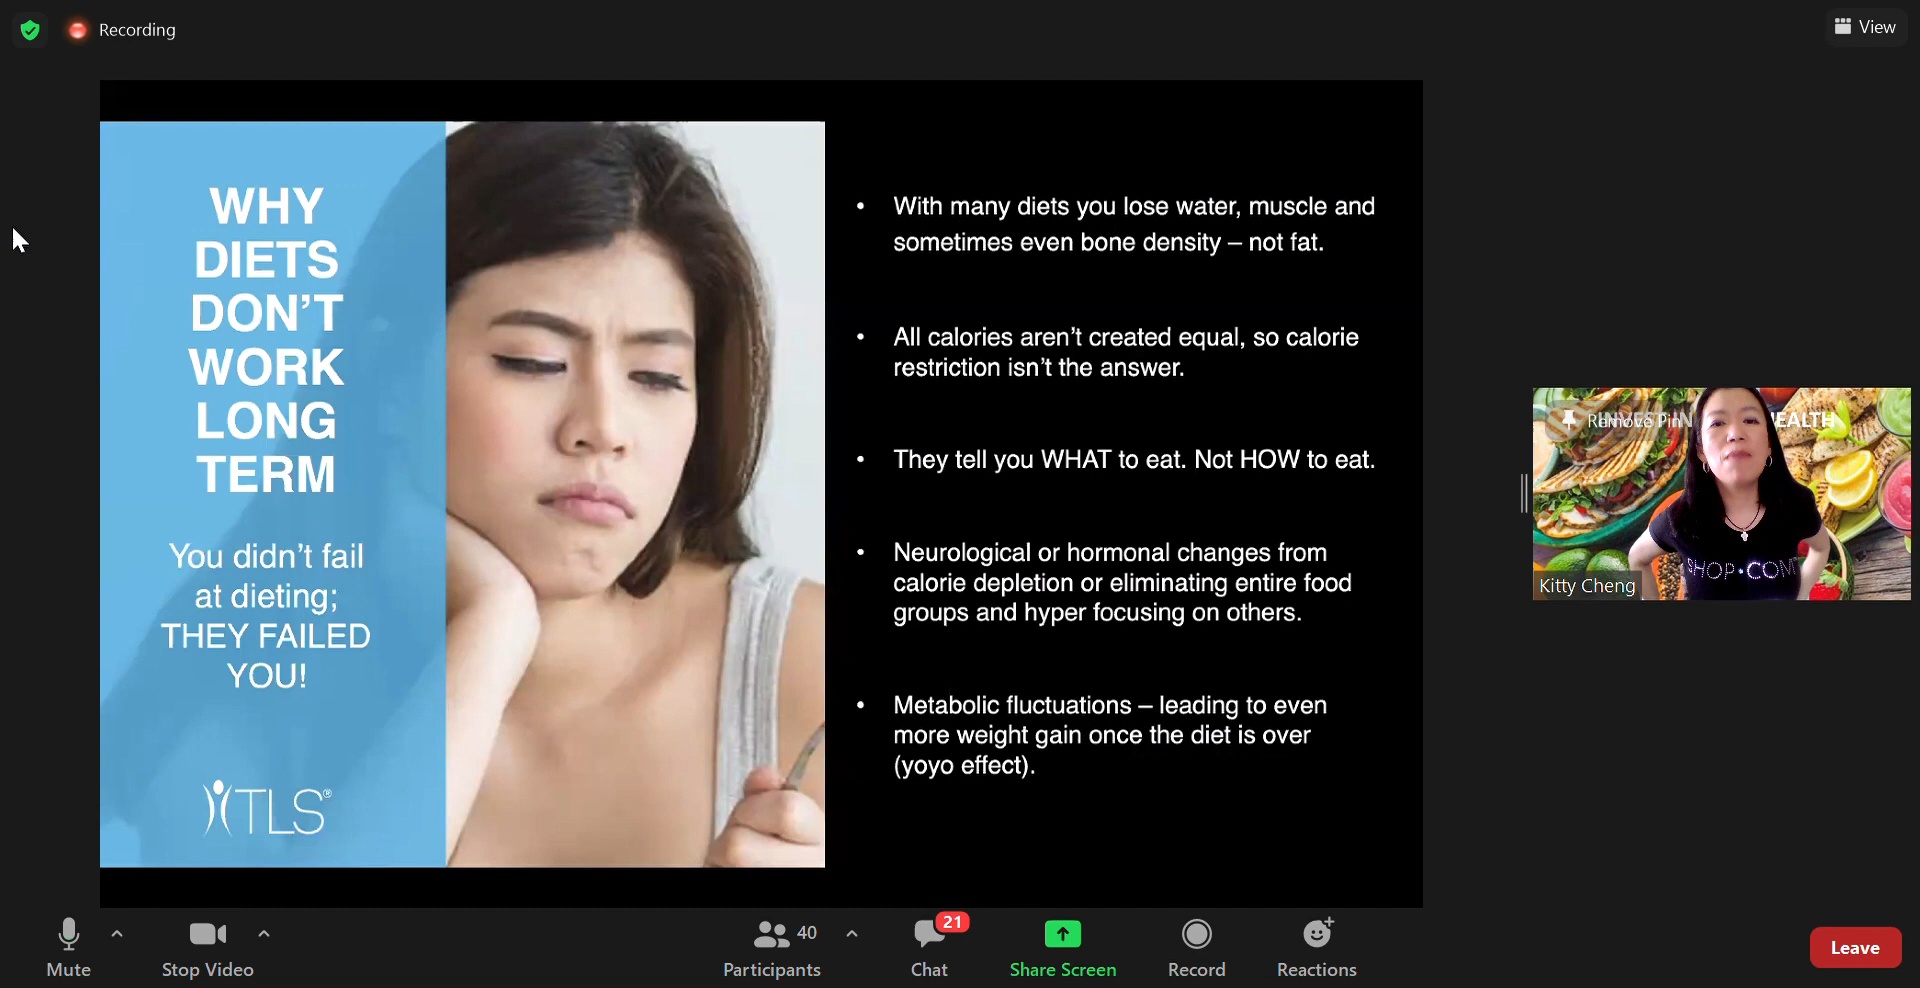 Recording
View
WHY
DIETS
DON'T
WORK
LONG
TERM
You didn't fail
at dieting;
THEY FAILED
YOU!
TLS®
• With many diets you lose water, muscle and
sometimes even bone density – not fat.
• All calories aren't created equal, so calorie
restriction isn't the answer.
• They tell you WHAT to eat. Not HOW to eat.
• Neurological or hormonal changes from
calorie depletion or eliminating entire food
groups and hyper focusing on others.
• Metabolic fluctuations – leading to even
more weight gain once the diet is over
(yoyo effect).
Remove Pin
INVEST IN
EALTH
SHOP•COM
Kitty Cheng
Mute
Stop Video
40
Participants
21
Chat
Share Screen
Record
Reactions
Leave